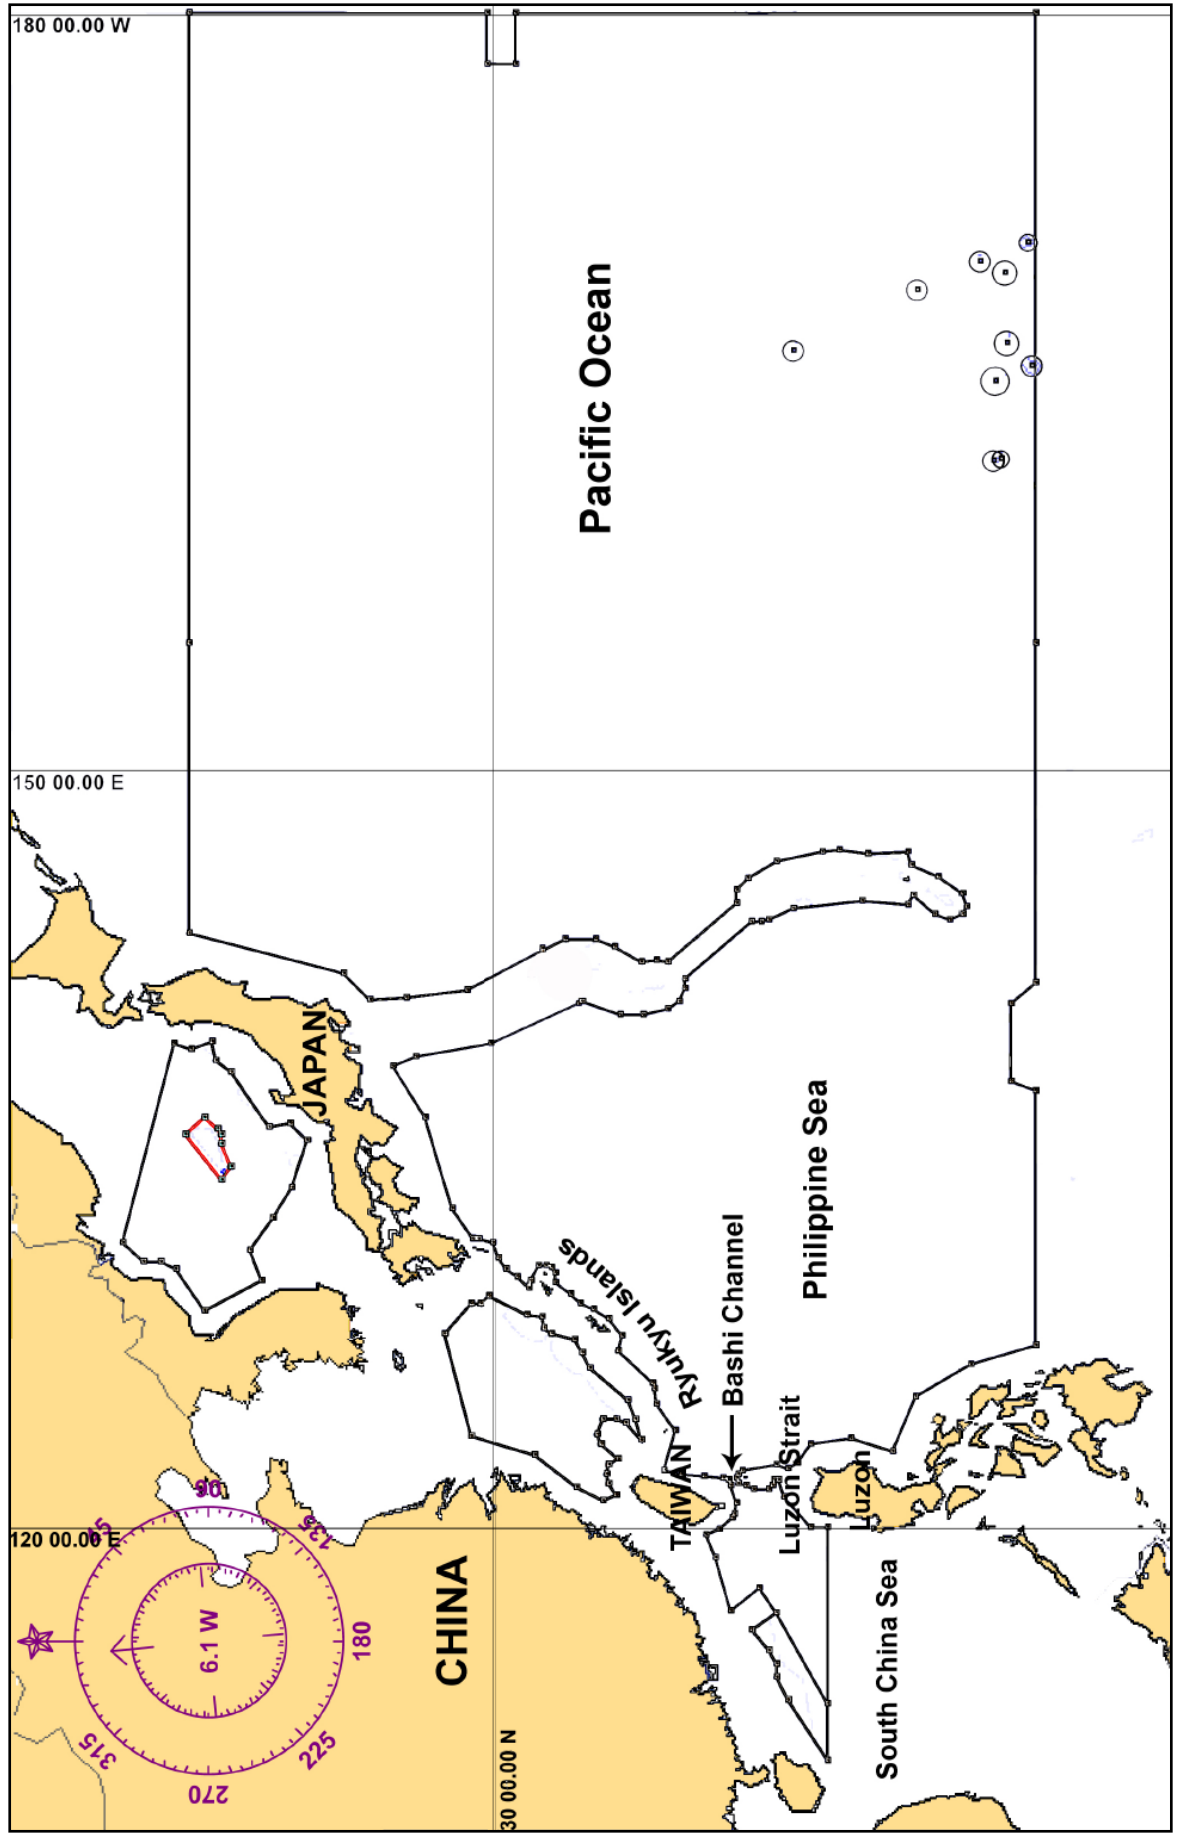 180 00.00 W
Pacific Ocean
150 00.00 E
JAPAN
Philippine Sea
Ryukyu Islands
Bashi Channel
TAIWAN
Luzon Strait
Luzon
120 00.00 E
CHINA
South China Sea
30 00.00 N
45
90
135
180
225
270
315
6.1 W